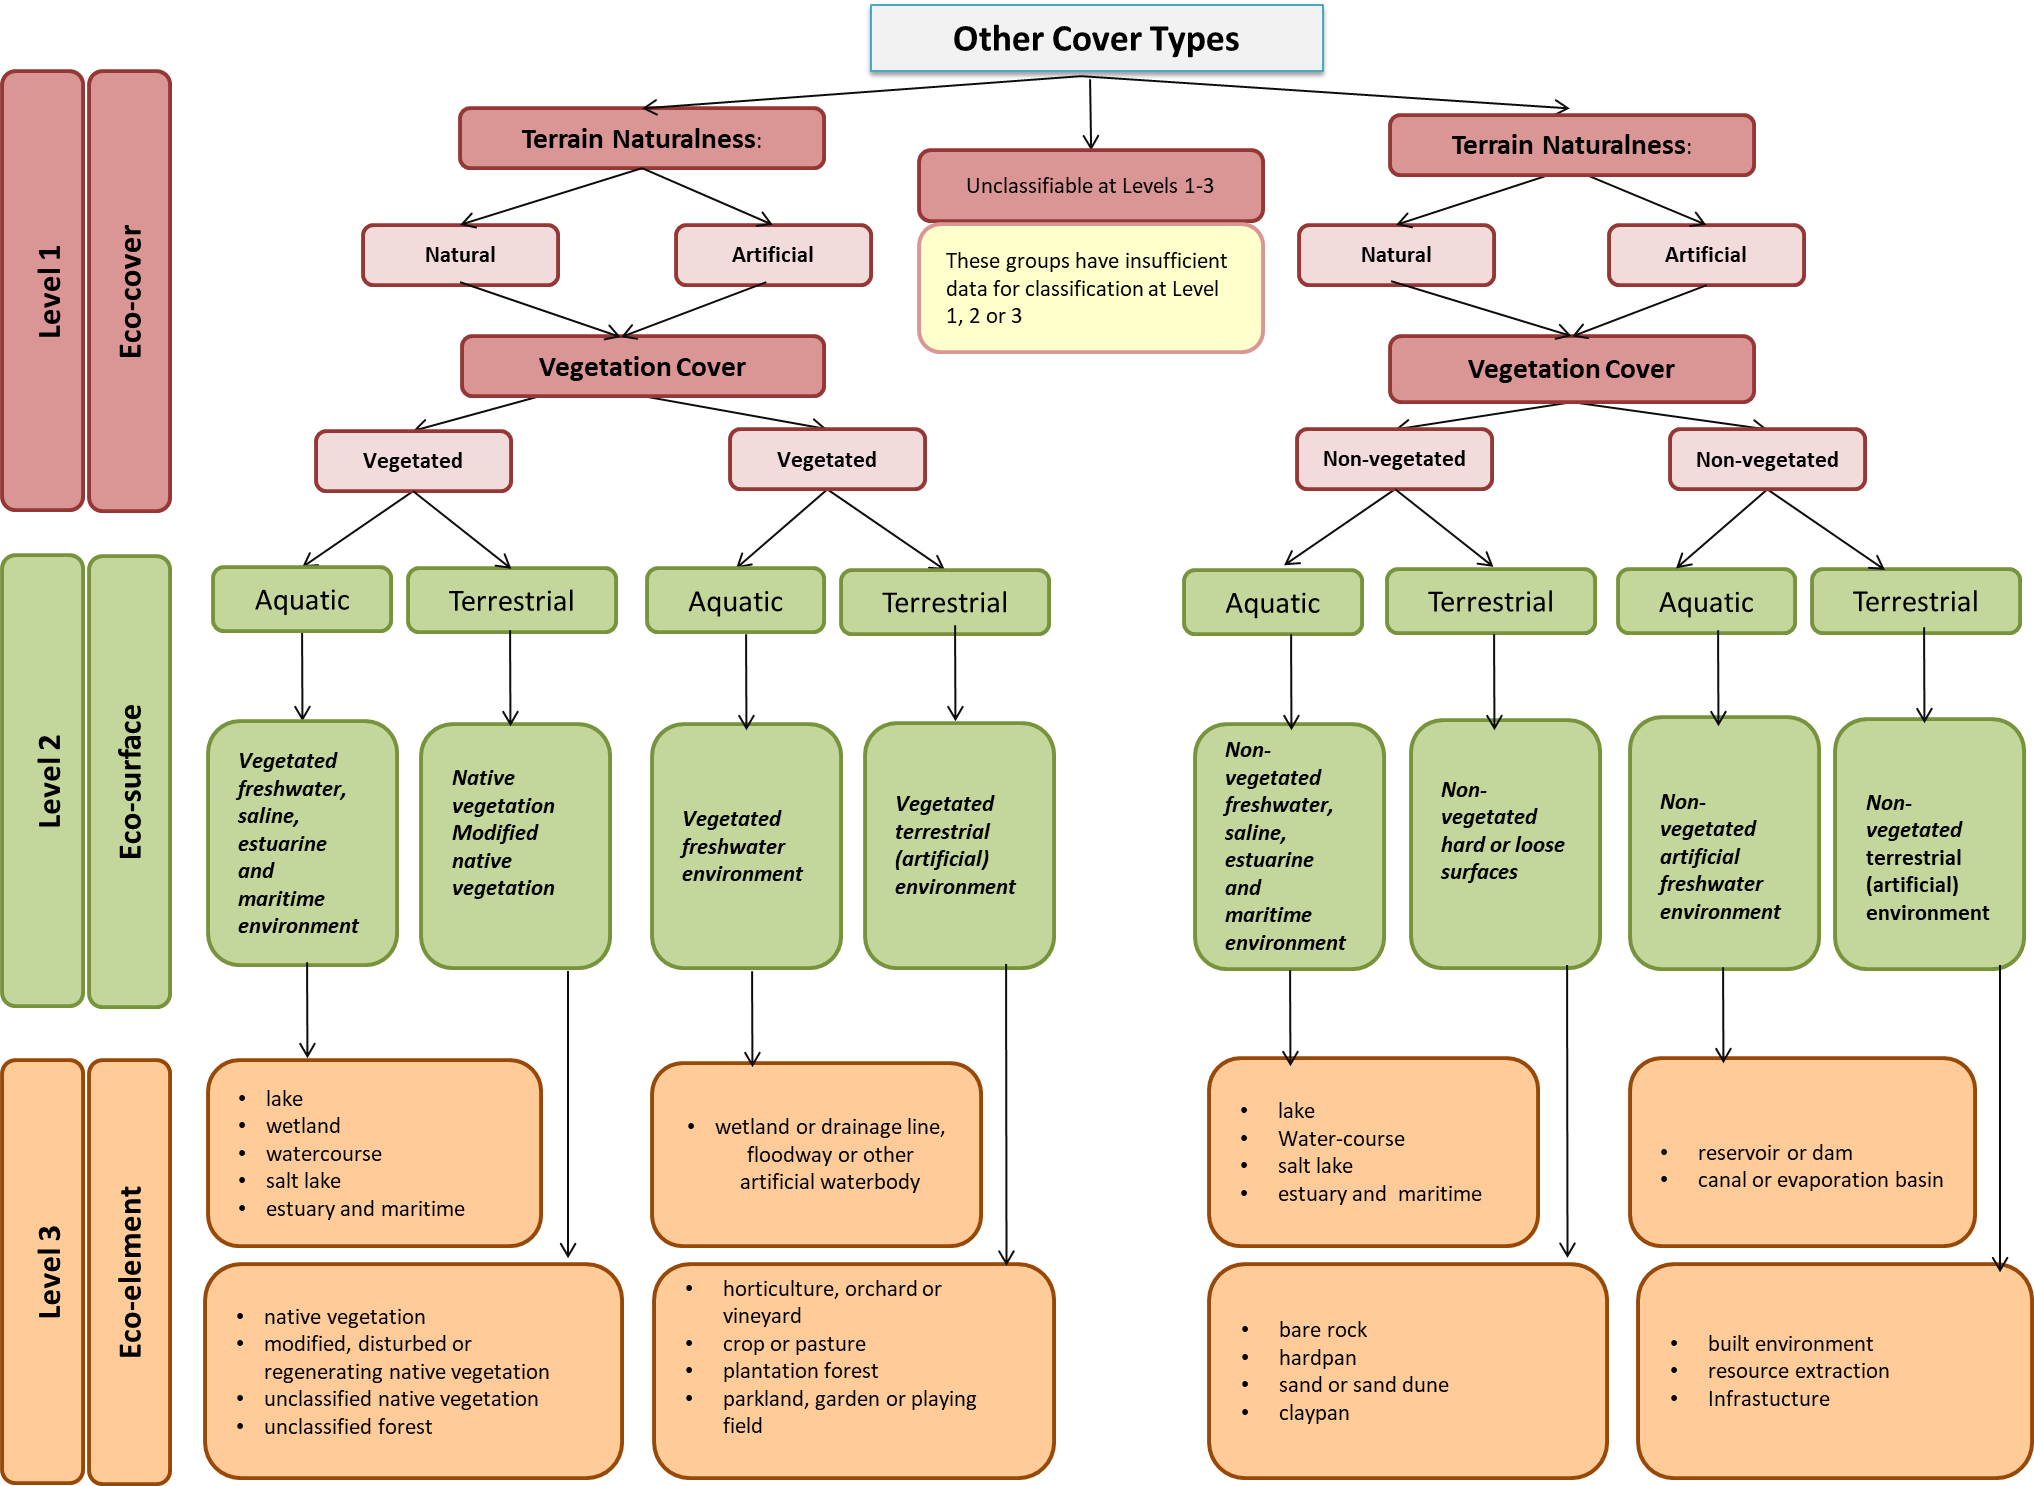 Other Cover Types
Level 1
Eco-cover
Terrain Naturalness:
Natural
Artificial
Vegetation Cover
Vegetated
Vegetated
Unclassifiable at Levels 1-3
These groups have insufficient
data for classification at Level
1, 2 or 3
Terrain Naturalness:
Natural
Artificial
Vegetation Cover
Non-vegetated
Non-vegetated
Level 2
Eco-surface
Aquatic
Terrestrial
Aquatic
Terrestrial
Aquatic
Terrestrial
Aquatic
Terrestrial
Vegetated
freshwater,
saline,
estuarine
and
maritime
environment
Native
vegetation
Modified
native
vegetation
Vegetated
freshwater
environment
Vegetated
terrestrial
(artificial)
environment
Non-
vegetated
freshwater,
saline,
estuarine
and
maritime
environment
Non-
vegetated
hard or loose
surfaces
Non-
vegetated
artificial
freshwater
environment
Non-
vegetated
terrestrial
(artificial)
environment
Level 3
Eco-element
• lake
• wetland
• watercourse
• salt lake
• estuary and maritime
• wetland or drainage line,
floodway or other
artificial waterbody
• lake
• Water-course
• salt lake
• estuary and maritime
• reservoir or dam
• canal or evaporation basin
• native vegetation
• modified, disturbed or
regenerating native vegetation
• unclassified native vegetation
• unclassified forest
• horticulture, orchard or
vineyard
• crop or pasture
• plantation forest
• parkland, garden or playing
field
• bare rock
• hardpan
• sand or sand dune
• claypan
• built environment
• resource extraction
• Infrastucture